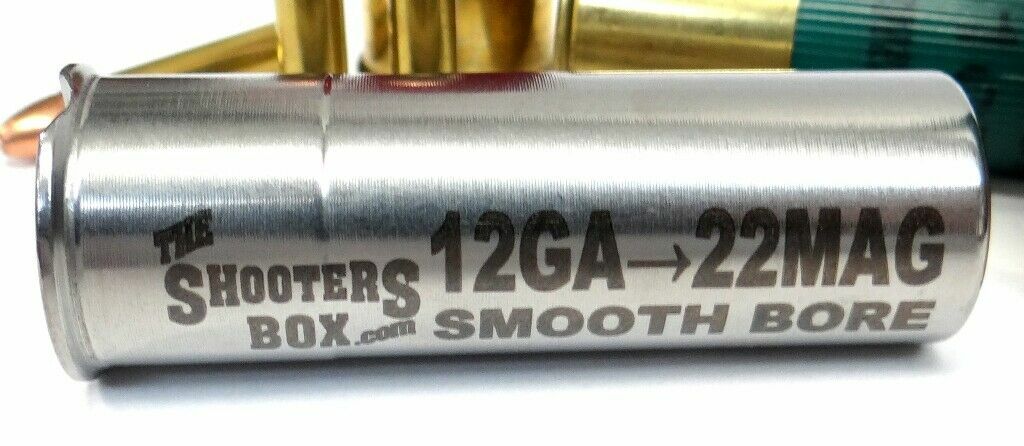 THE
SHOOTERS
BOX.com
12GA→22MAG
SMOOTH BORE